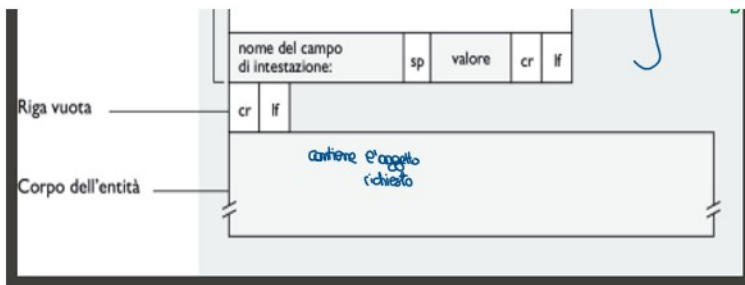 nome del campo
di intestazione:
sp
valore
cr
lf
Riga vuota
cr
lf
contiene l'oggetto
richiesto
Corpo dell'entità